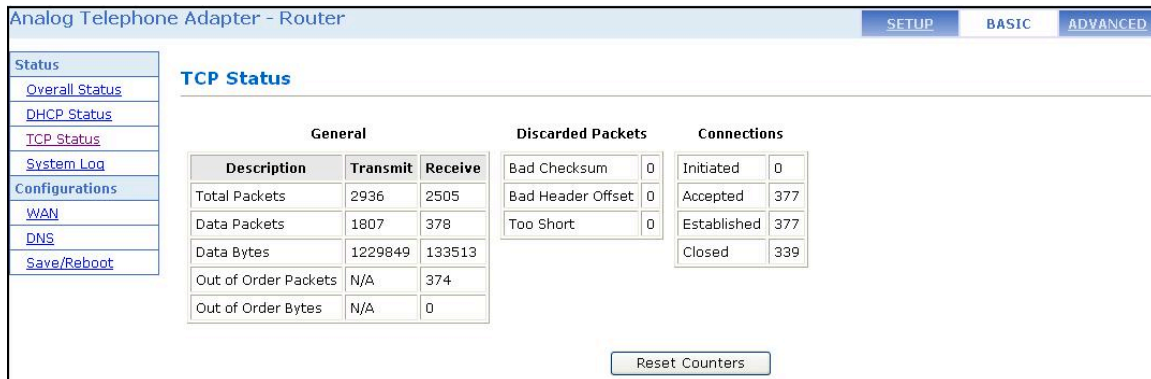 Analog Telephone Adapter - Router
SETUP BASIC ADVANCED
Status
Overall Status
DHCP Status
TCP Status
System Log
Configurations
WAN
DNS
Save/Reboot
TCP Status
General
Description Transmit Receive
Total Packets 2936 2505
Data Packets 1807 378
Data Bytes 1229849 133513
Out of Order Packets N/A 374
Out of Order Bytes N/A 0
Discarded Packets
Bad Checksum 0
Bad Header Offset 0
Too Short 0
Connections
Initiated 0
Accepted 377
Established 377
Closed 339
Reset Counters